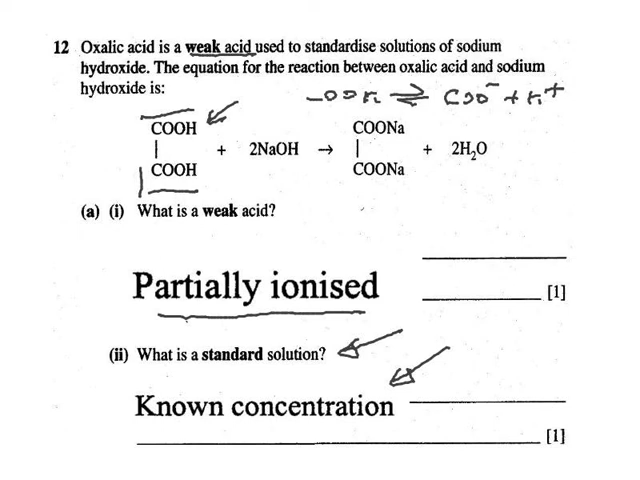 12 Oxalic acid is a weak acid used to standardise solutions of sodium
hydroxide. The equation for the reaction between oxalic acid and sodium
hydroxide is:
COO⁻ + H⁺
COOH COONa
| + 2NaOH → | + 2H₂O
COOH COONa
(a) (i) What is a weak acid?
Partially ionised
[1]
(ii) What is a standard solution?
Known concentration
[1]